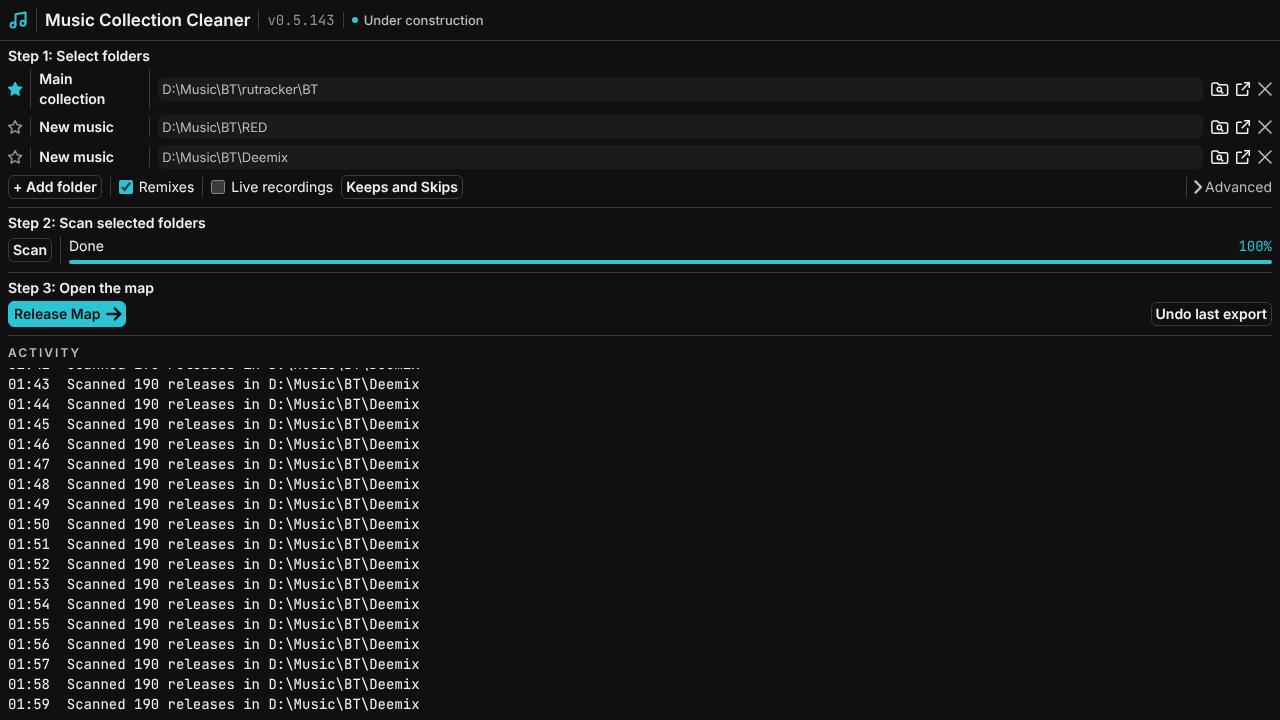 Music Collection Cleaner v0.5.143 Under construction
Step 1: Select folders
Main collection D:\Music\BT\rutracker\BT
New music D:\Music\BT\RED
New music D:\Music\BT\Deemix
+ Add folder Remixes Live recordings Keeps and Skips Advanced
Step 2: Scan selected folders
Scan Done 100%
Step 3: Open the map
Release Map Undo last export
ACTIVITY
01:43 Scanned 190 releases in D:\Music\BT\Deemix
01:44 Scanned 190 releases in D:\Music\BT\Deemix
01:45 Scanned 190 releases in D:\Music\BT\Deemix
01:46 Scanned 190 releases in D:\Music\BT\Deemix
01:47 Scanned 190 releases in D:\Music\BT\Deemix
01:48 Scanned 190 releases in D:\Music\BT\Deemix
01:49 Scanned 190 releases in D:\Music\BT\Deemix
01:50 Scanned 190 releases in D:\Music\BT\Deemix
01:51 Scanned 190 releases in D:\Music\BT\Deemix
01:52 Scanned 190 releases in D:\Music\BT\Deemix
01:53 Scanned 190 releases in D:\Music\BT\Deemix
01:54 Scanned 190 releases in D:\Music\BT\Deemix
01:55 Scanned 190 releases in D:\Music\BT\Deemix
01:56 Scanned 190 releases in D:\Music\BT\Deemix
01:57 Scanned 190 releases in D:\Music\BT\Deemix
01:58 Scanned 190 releases in D:\Music\BT\Deemix
01:59 Scanned 190 releases in D:\Music\BT\Deemix